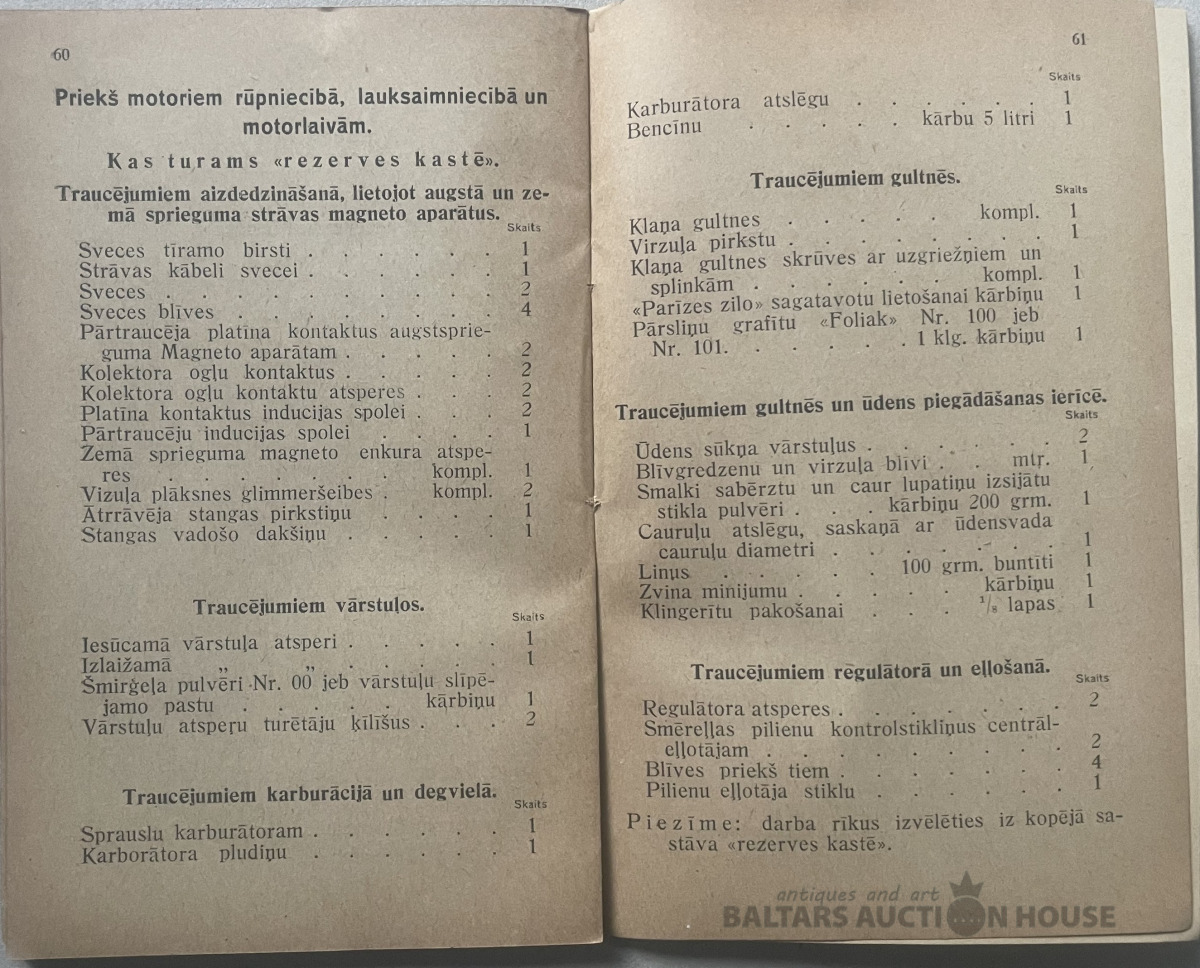 60
Priekš motoriem rūpniecībā, lauksaimniecībā un
motorlaivām.
Kas turams «rezerves kastē».
Traucējumiem aizdedzināšanā, lietojot augstā un ze-
mā sprieguma strāvas magneto aparātus.
Skaits
Sveces tīramo birsti . . . . . . 1
Strāvas kābeli svecei . . . . . . 1
Sveces . . . . . . . . . 2
Sveces blīves . . . . . . . . 4
Pārtraucēja platīna kontaktus augstsprie-
guma Magneto aparātam . . . . . 2
Kolektora ogļu kontaktus . . . . . 2
Kolektora ogļu kontaktu atsperes . . . 2
Platīna kontaktus inducijas spolei . . . 2
Pārtraucēju inducijas spolei . . . . 1
Zemā sprieguma magneto enkura atspe-
res . . . . . . . kompl. 1
Vizuļa plāksnes glimmeršeibes . kompl. 2
Ātrrāvēja stangas pirkstiņu . . . . 1
Stangas vadošo dakšiņu . . . . . 1
Traucējumiem vārstuļos.
Skaits
Iesūcamā vārstuļa atsperi . . . . . 1
Izlaižamā „ „ . . . . . 1
Šmirģeļa pulvēri Nr. 00 jeb vārstuļu slīpē-
jamo pastu . . . . . kārbiņu 1
Vārstuļu atsperu turētāju ķīlīšus . . . 2
Traucējumiem karburācijā un degvielā.
Skaits
Sprauslu karburātoram . . . . . . 1
Karborātora pludiņu . . . . . . 1
61
Skaits
Karburātora atslēgu . . . . . . 1
Bencīnu . . . . . kārbu 5 litri 1
Traucējumiem gultnēs.
Skaits
Klaņa gultnes . . . . . kompl. 1
Virzuļa pirkstu . . . . . . . . 1
Klaņa gultnes skrūves ar uzgriežņiem un
splinkām . . . . . . kompl. 1
«Parīzes zilo» sagatavotu lietošanai kārbiņu 1
Pārsliņu grafītu «Foliak» Nr. 100 jeb
Nr. 101. . . . . . 1 klg. kārbiņu 1
Traucējumiem gultnēs un ūdens piegādāšanas ierīcē.
Skaits
Ūdens sūkņa vārstuļus . . . . . . 2
Blīvgredzenu un virzuļa blīvi . . mtr. 1
Smalki sabērztu un caur lupatiņu izsijātu
stikla pulvēri . . . kārbiņu 200 grm. 1
Cauruļu atslēgu, saskaņā ar ūdensvada
cauruļu diametri . . . . . . . 1
Linus . . . . . 100 grm. buntīti 1
Zvina minijumu . . . . . kārbiņu 1
Klingerītu pakošanai . . . ⅛ lapas 1
Traucējumiem regulātorā un eļļošanā.
Skaits
Regulātora atsperes . . . . . . . 2
Smēreļļas pilienu kontrolstikliņus centrāl-
eļļotājam . . . . . . . . . 2
Blīves priekš tiem . . . . . . . 4
Pilienu eļļotāja stiklu . . . . . . 1
Piezīme: darba rīkus izvēlēties iz kopējā sa-
stāva «rezerves kastē».
antiques and art
BALTARS AUCTION HOUSE